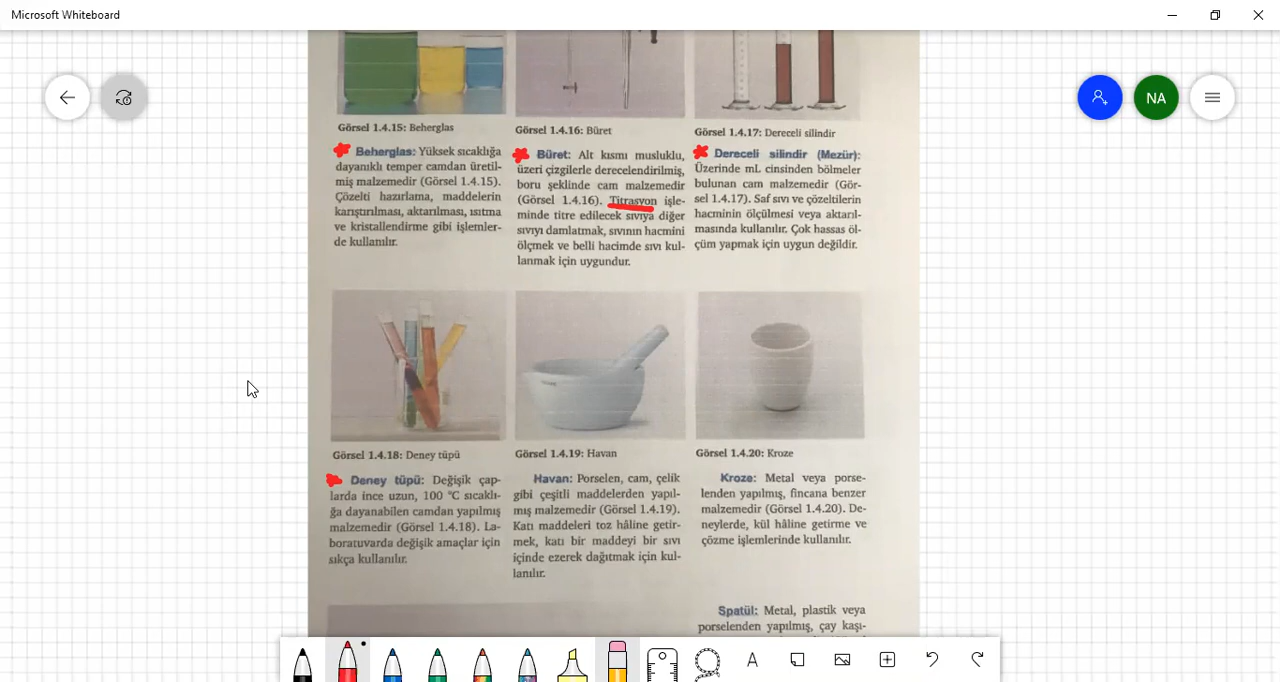 Microsoft Whiteboard
NA
Görsel 1.4.15: Beherglas
Beherglas: Yüksek sıcaklığa
dayanıklı temper camdan üretil-
miş malzemedir (Görsel 1.4.15).
Çözelti hazırlama, maddelerin
karıştırılması, aktarılması, ısıtma
ve kristallendirme gibi işlemler-
de kullanılır.
Görsel 1.4.16: Büret
Büret: Alt kısmı musluklu,
üzeri çizgilerle derecelendirilmiş,
boru şeklinde cam malzemedir
(Görsel 1.4.16). Titrasyon işle-
minde titre edilecek sıvıya diğer
sıvıyı damlatmak, sıvının hacmini
ölçmek ve belli hacimde sıvı kul-
lanmak için uygundur.
Görsel 1.4.17: Dereceli silindir
Dereceli silindir (Mezür):
Üzerinde mL cinsinden bölmeler
bulunan cam malzemedir (Gör-
sel 1.4.17). Saf sıvı ve çözeltilerin
hacminin ölçülmesi veya aktarıl-
masında kullanılır. Çok hassas öl-
çüm yapmak için uygun değildir.
Görsel 1.4.18: Deney tüpü
Deney tüpü: Değişik çap-
larda ince uzun, 100 °C sıcaklı-
ğa dayanabilen camdan yapılmış
malzemedir (Görsel 1.4.18). La-
boratuvarda değişik amaçlar için
sıkça kullanılır.
Görsel 1.4.19: Havan
Havan: Porselen, cam, çelik
gibi çeşitli maddelerden yapıl-
mış malzemedir (Görsel 1.4.19).
Katı maddeleri toz hâline getir-
mek, katı bir maddeyi bir sıvı
içinde ezerek dağıtmak için kul-
lanılır.
Görsel 1.4.20: Kroze
Kroze: Metal veya porse-
lenden yapılmış, fincana benzer
malzemedir (Görsel 1.4.20). De-
neylerde, kül hâline getirme ve
çözme işlemlerinde kullanılır.
Spatül: Metal, plastik veya
porselenden yapılmış, çay kaşı-
A